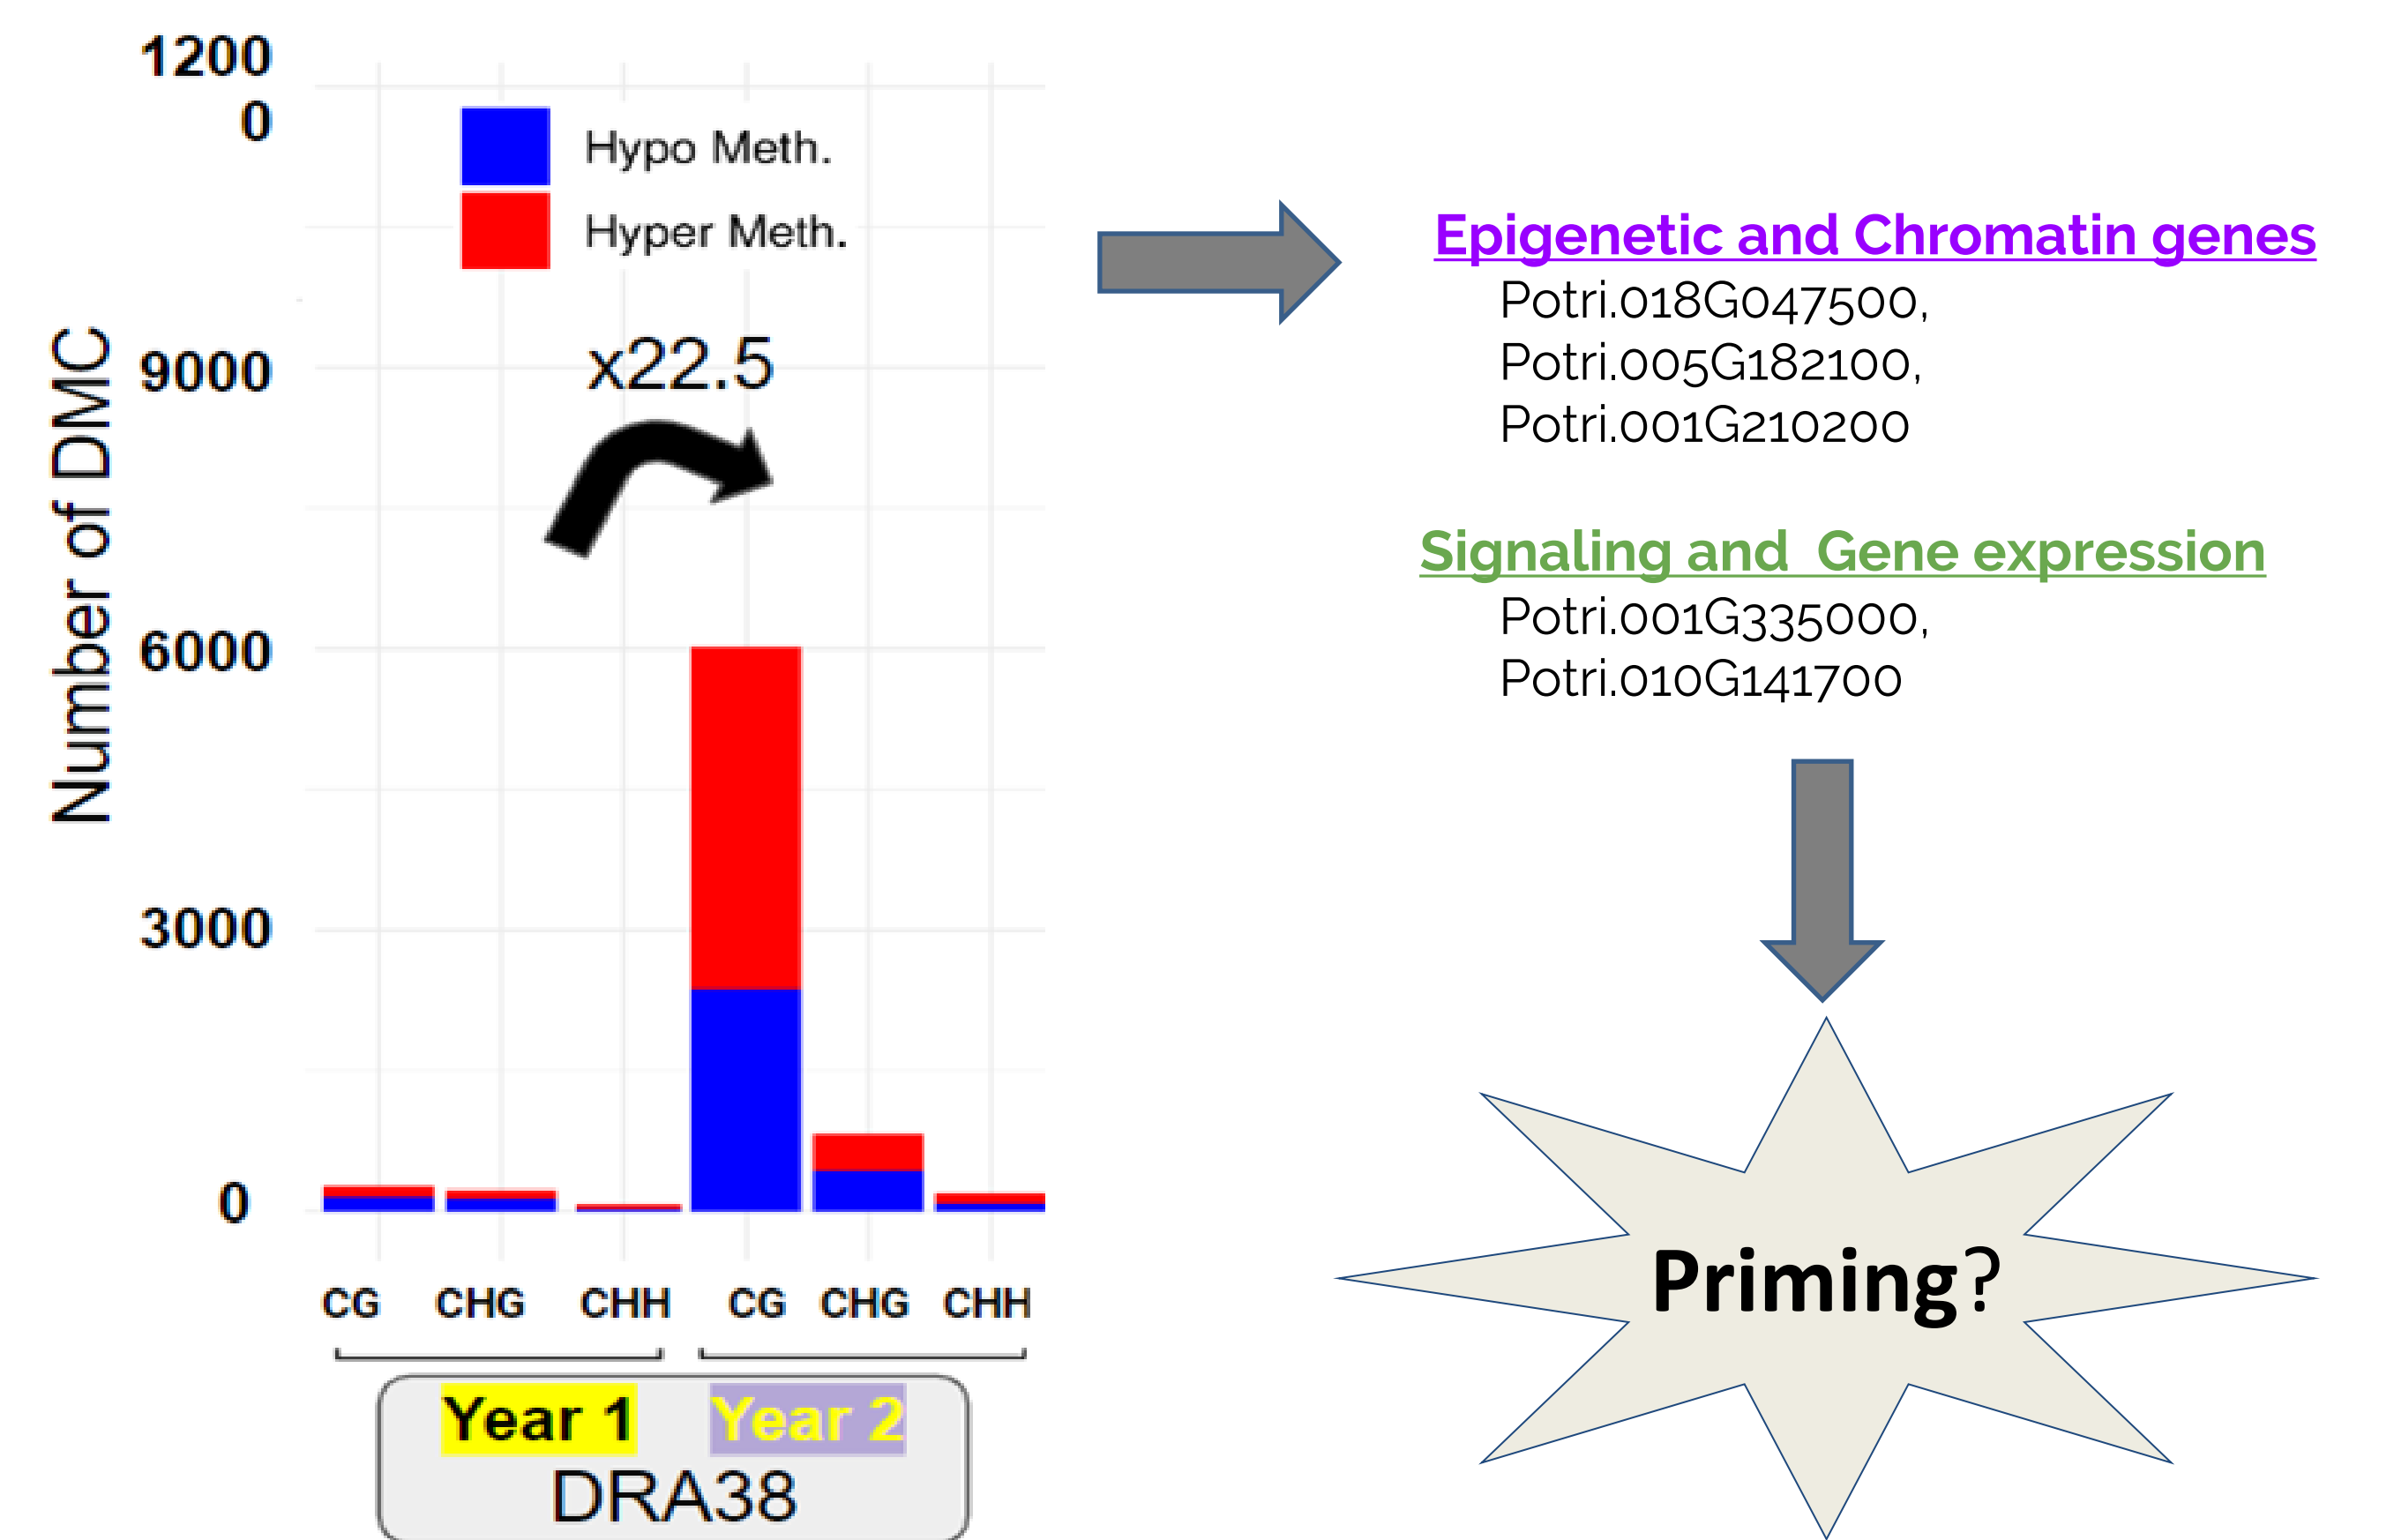 1200
0
Hypo Meth.
Hyper Meth.
x22.5
9000
6000
3000
0
Number of DMC
CG CHG CHH CG CHG CHH
Year 1 Year 2
DRA38
Epigenetic and Chromatin genes
Potri.018G047500,
Potri.005G182100,
Potri.001G210200
Signaling and Gene expression
Potri.001G335000,
Potri.010G141700
Priming?